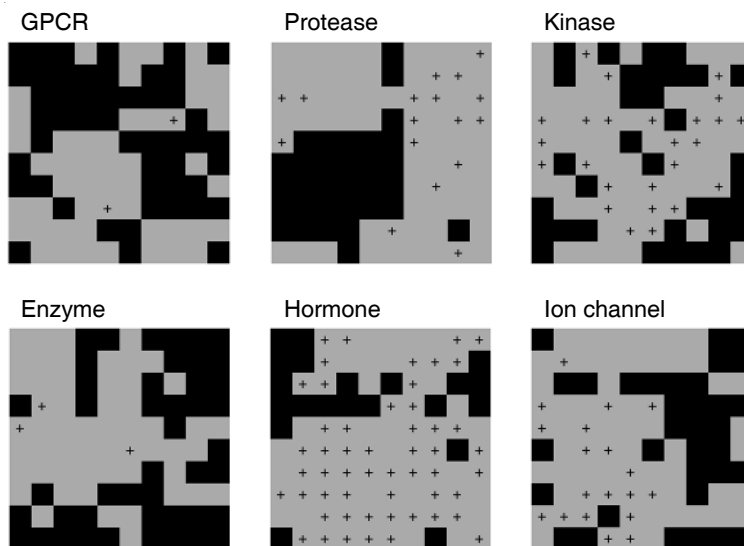 GPCR
Protease
Kinase
Enzyme
Hormone
Ion channel